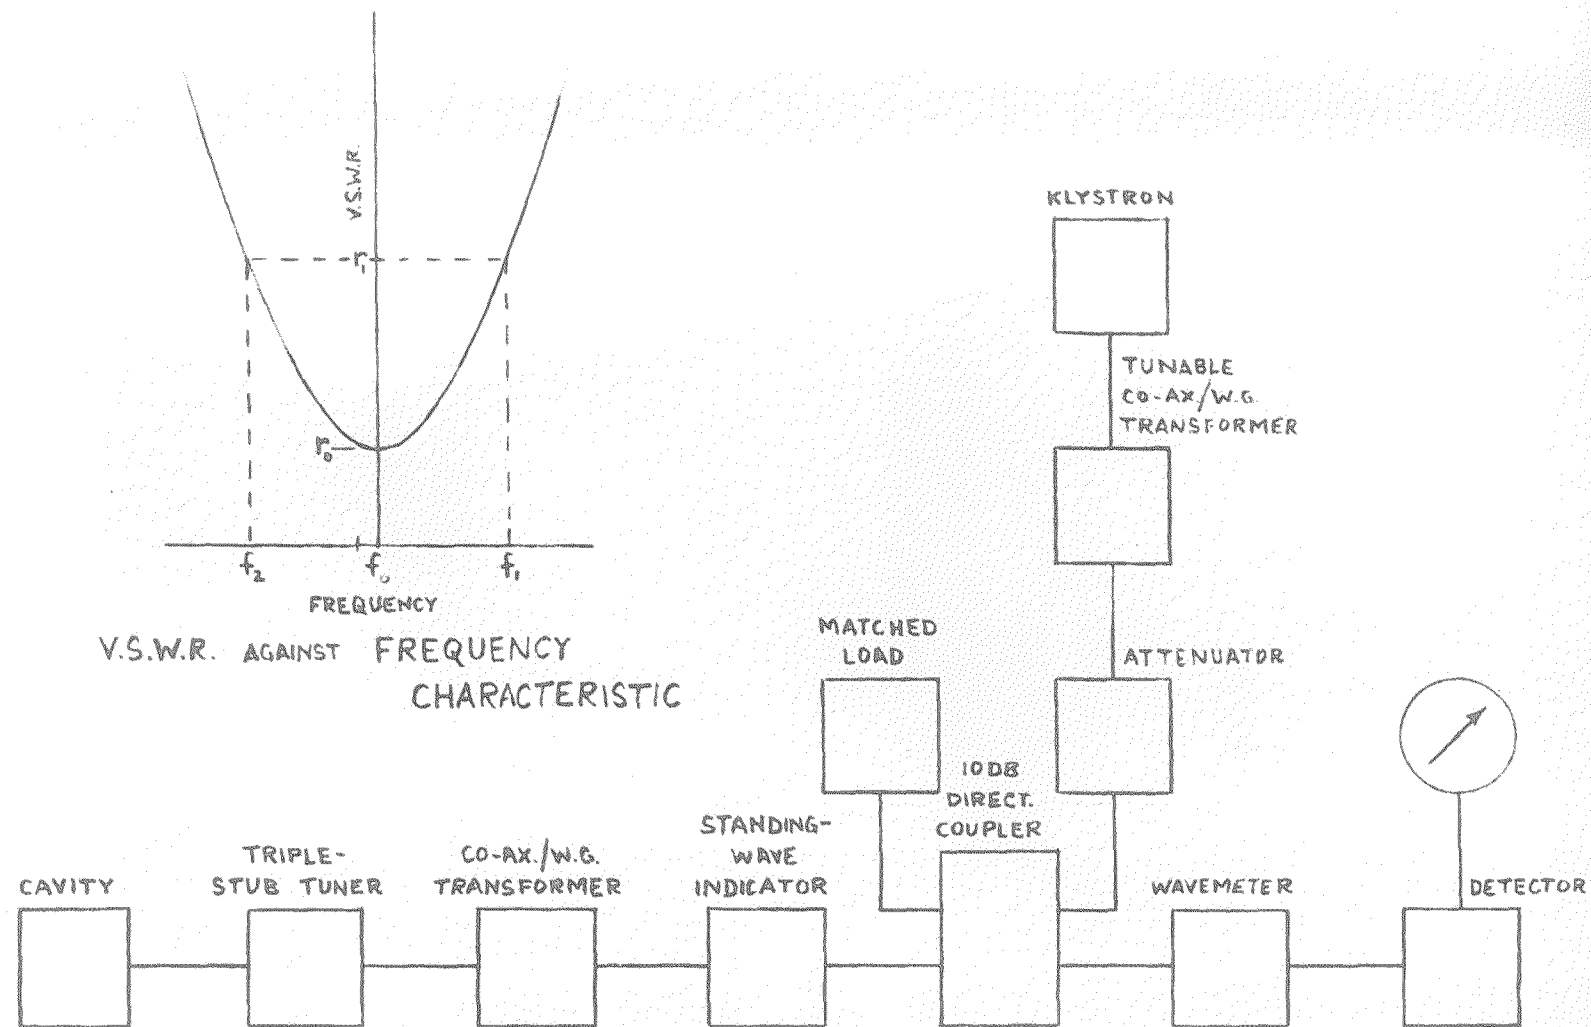 V.S.W.R.
r₁
r₀
f₂
f₀
f₁
FREQUENCY
V.S.W.R. AGAINST FREQUENCY
CHARACTERISTIC
KLYSTRON
TUNABLE
CO-AX./W.G.
TRANSFORMER
ATTENUATOR
MATCHED
LOAD
10DB
DIRECT.
COUPLER
STANDING-
WAVE
INDICATOR
CO-AX./W.G.
TRANSFORMER
TRIPLE-
STUB TUNER
CAVITY
WAVEMETER
DETECTOR